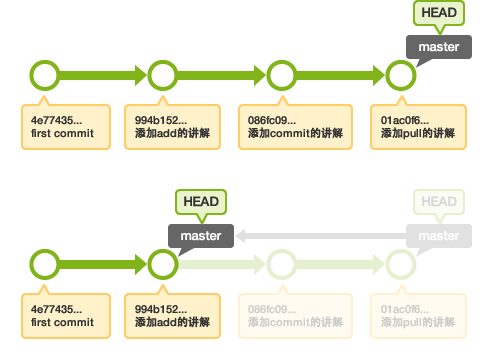 HEAD
master
4e77435...
first commit
994b152...
添加add的讲解
086fc09...
添加commit的讲解
01ac0f6...
添加pull的讲解
HEAD
HEAD
master
master
4e77435...
first commit
994b152...
添加add的讲解
086fc09...
添加commit的讲解
01ac0f6...
添加pull的讲解